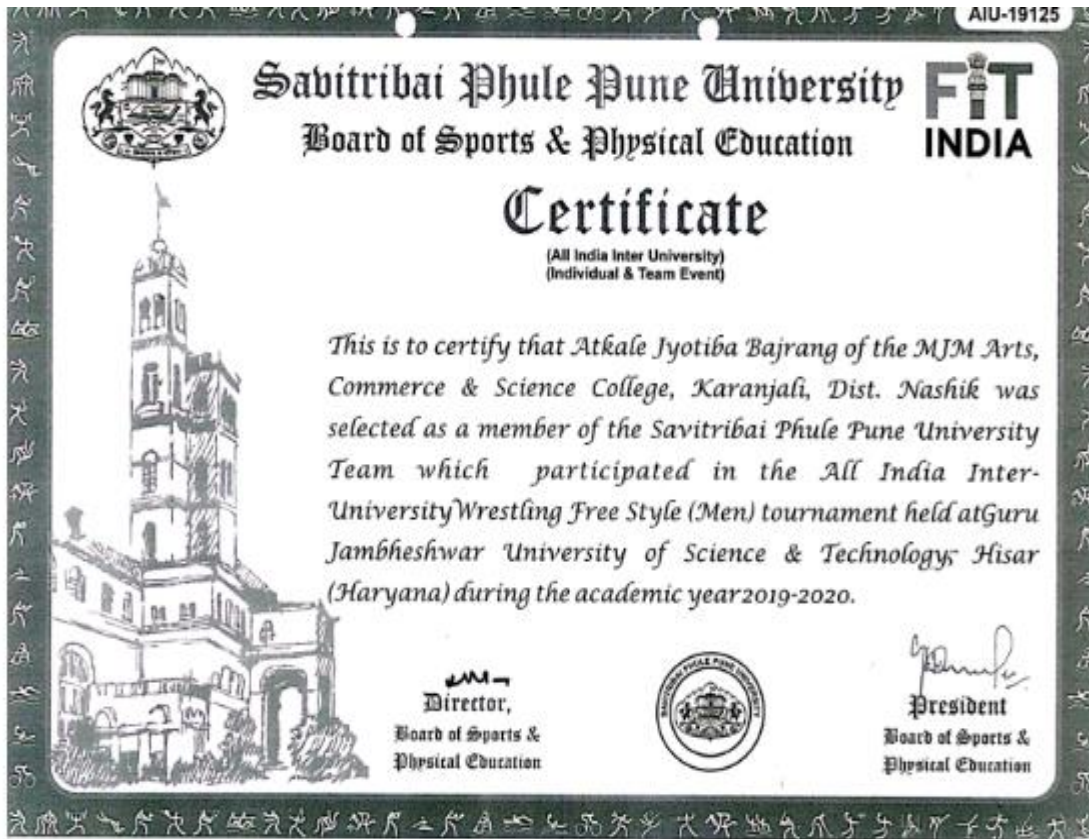 AIU-19125
Savitribai Phule Pune University
FIT
INDIA
Board of Sports & Physical Education
Certificate
(All India Inter University)
(Individual & Team Event)
This is to certify that Atkale Jyotiba Bajrang of the MJM Arts,
Commerce & Science College, Karanjali, Dist. Nashik was
selected as a member of the Savitribai Phule Pune University
Team which participated in the All India Inter-
UniversityWrestling Free Style (Men) tournament held atGuru
Jambheshwar University of Science & Technology, Hisar
(Haryana) during the academic year2019-2020.
Director,
Board of Sports &
Physical Education
SAVITRIBAI PHULE PUNE UNIVERSITY
President
Board of Sports &
Physical Education